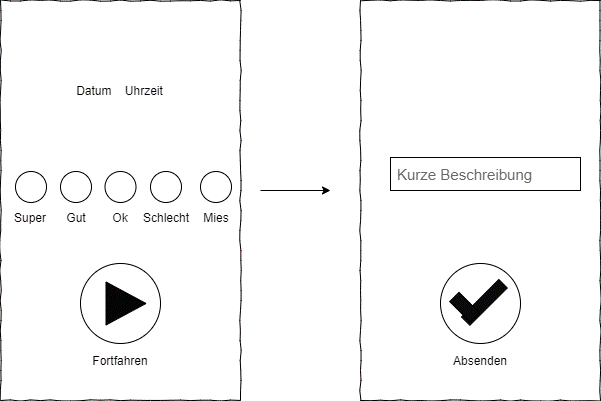 Datum Uhrzeit
Super Gut Ok Schlecht Mies
Fortfahren
Kurze Beschreibung
Absenden